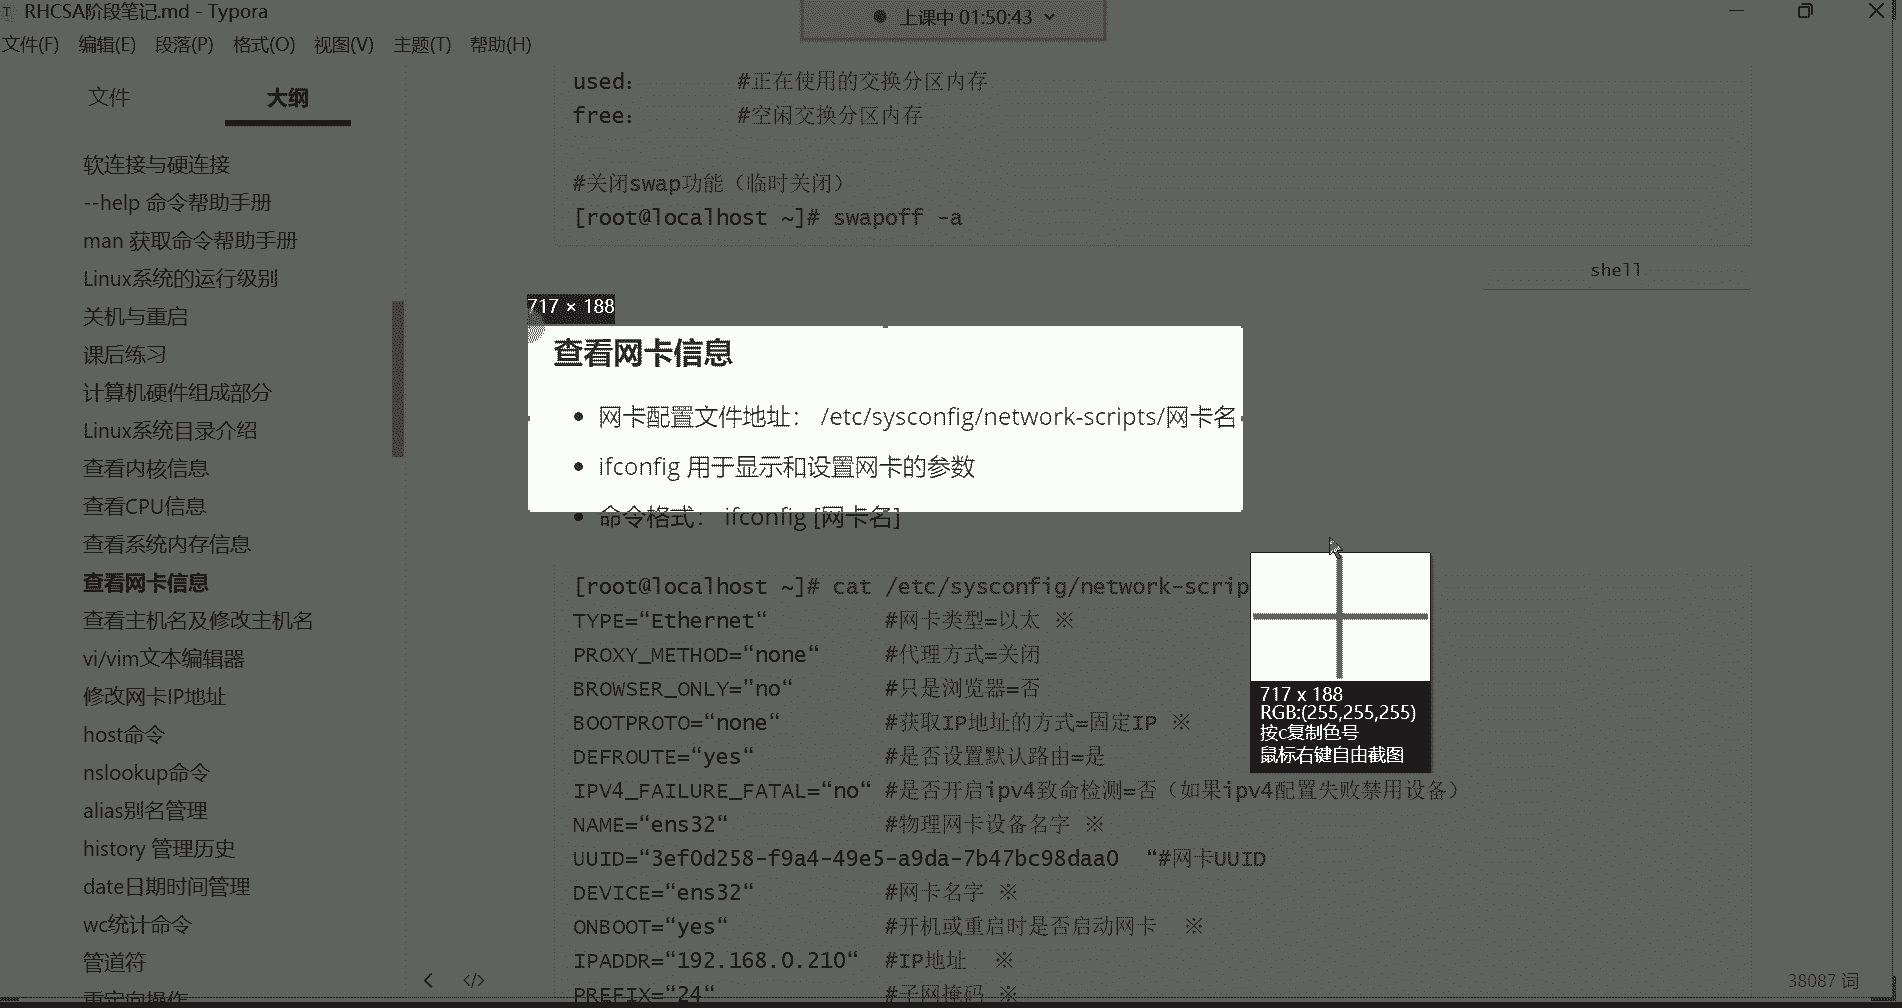 RHCSA阶段笔记.md - Typora
上课中 01:50:43
文件(F) 编辑(E) 段落(P) 格式(O) 视图(V) 主题(T) 帮助(H)
文件 大纲
软连接与硬连接
--help 命令帮助手册
man 获取命令帮助手册
Linux系统的运行级别
关机与重启
课后练习
计算机硬件组成部分
Linux系统目录介绍
查看内核信息
查看CPU信息
查看系统内存信息
查看网卡信息
查看主机名及修改主机名
vi/vim文本编辑器
修改网卡IP地址
host命令
nslookup命令
alias别名管理
history 管理历史
date日期时间管理
wc统计命令
管道符
重定向操作
used: #正在使用的交换分区内存
free: #空闲交换分区内存
#关闭swap功能（临时关闭）
[root@localhost ~]# swapoff -a
shell
717 × 188
查看网卡信息
网卡配置文件地址： /etc/sysconfig/network-scripts/网卡名
ifconfig 用于显示和设置网卡的参数
命令格式： ifconfig [网卡名]
[root@localhost ~]# cat /etc/sysconfig/network-scrip
TYPE=“Ethernet“ #网卡类型=以太 ※
PROXY_METHOD=“none“ #代理方式=关闭
BROWSER_ONLY="no“ #只是浏览器=否
BOOTPROTO=“none“ #获取IP地址的方式=固定IP ※
DEFROUTE=“yes“ #是否设置默认路由=是
IPV4_FAILURE_FATAL=“no“ #是否开启ipv4致命检测=否（如果ipv4配置失败禁用设备）
NAME=“ens32“ #物理网卡设备名字 ※
UUID=“3ef0d258-f9a4-49e5-a9da-7b47bc98daa0 “#网卡UUID
DEVICE=“ens32“ #网卡名字 ※
ONBOOT=“yes“ #开机或重启时是否启动网卡 ※
IPADDR=“192.168.0.210“ #IP地址 ※
PREFIX=“24“ #子网掩码 ※
717 x 188
RGB:(255,255,255)
按c复制色号
鼠标右键自由截图
38087 词